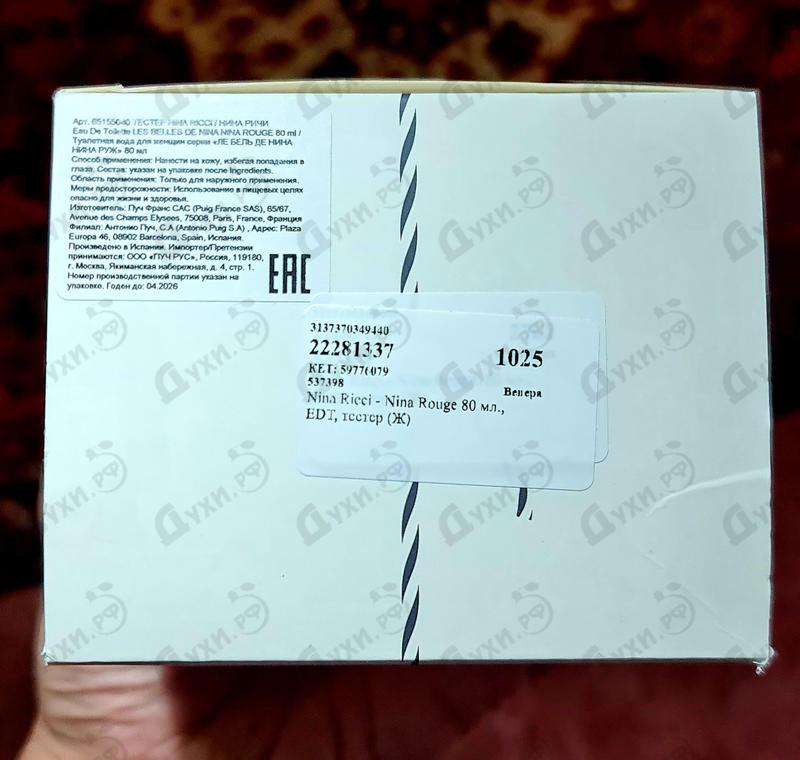 Арт. 65155640 ТЕСТЕР NINA RICCI / НИНА РИЧИ
Eau De Toilette LES BELLES DE NINA NINA ROUGE 80 ml /
Туалетная вода для женщин серии «ЛЕ БЕЛЬ ДЕ НИНА
НИНА РУЖ» 80 мл
Способ применения: Нанести на кожу, избегая попадания в
глаза. Состав: указан на упаковке после Ingredients.
Область применения: Только для наружного применения.
Меры предосторожности: Использование в пищевых целях
опасно для жизни и здоровья.
Изготовитель: Пуч Франс САС (Puig France SAS), 65/67,
Avenue des Champs Elysees, 75008, Paris, France, Франция
Филиал: Антонио Пуч, С.А (Antonio Puig S.A) , Адрес: Plaza
Europa 46, 08902 Barcelona, Spain, Испания.
Произведено в Испании. Импортер/Претензии
принимаются: ООО «ПУЧ РУС», Россия, 119180,
г. Москва, Якиманская набережная, д. 4, стр. 1.
Номер производственной партии указан на
упаковке. Годен до: 04.2026
EAC
3137370349440
22281337
1025
КЕГ: 59776079
537398
Венера
Nina Ricci - Nina Rouge 80 мл.,
EDT, тестер (Ж)
Духи.рф